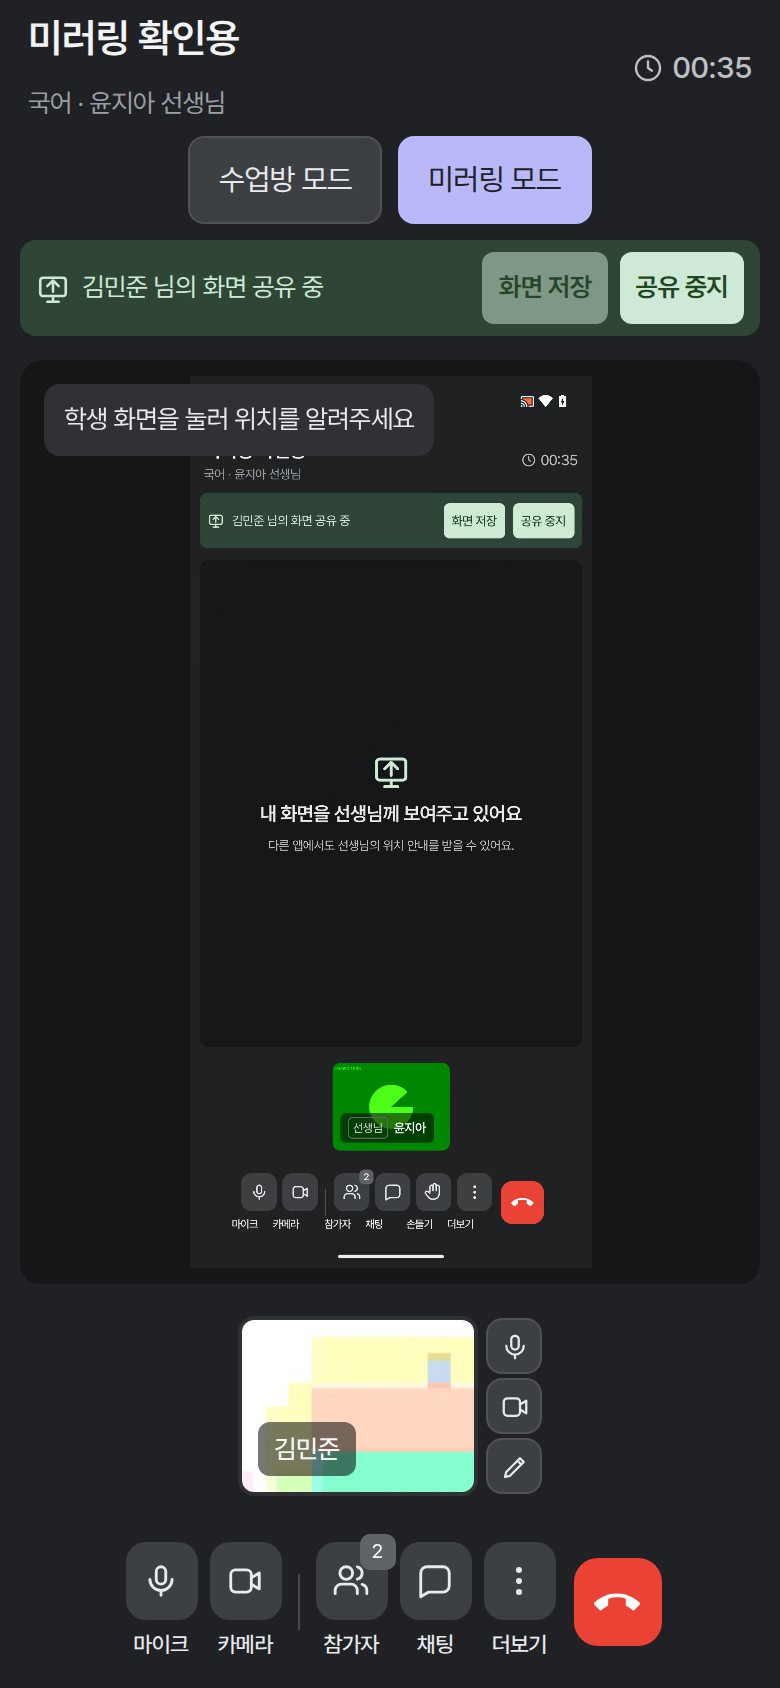 미러링 확인용
국어 · 윤지아 선생님
00:35
수업방 모드
미러링 모드
김민준 님의 화면 공유 중
화면 저장
공유 중지
학생 화면을 눌러 위치를 알려주세요
00:35
국어 · 윤지아 선생님
김민준 님의 화면 공유 중
화면 저장
공유 중지
내 화면을 선생님께 보여주고 있어요
다른 앱에서도 선생님의 위치 안내를 받을 수 있어요.
선생님 윤지아
2
마이크 카메라 참가자 채팅 손들기 더보기
김민준
2
마이크 카메라 참가자 채팅 더보기